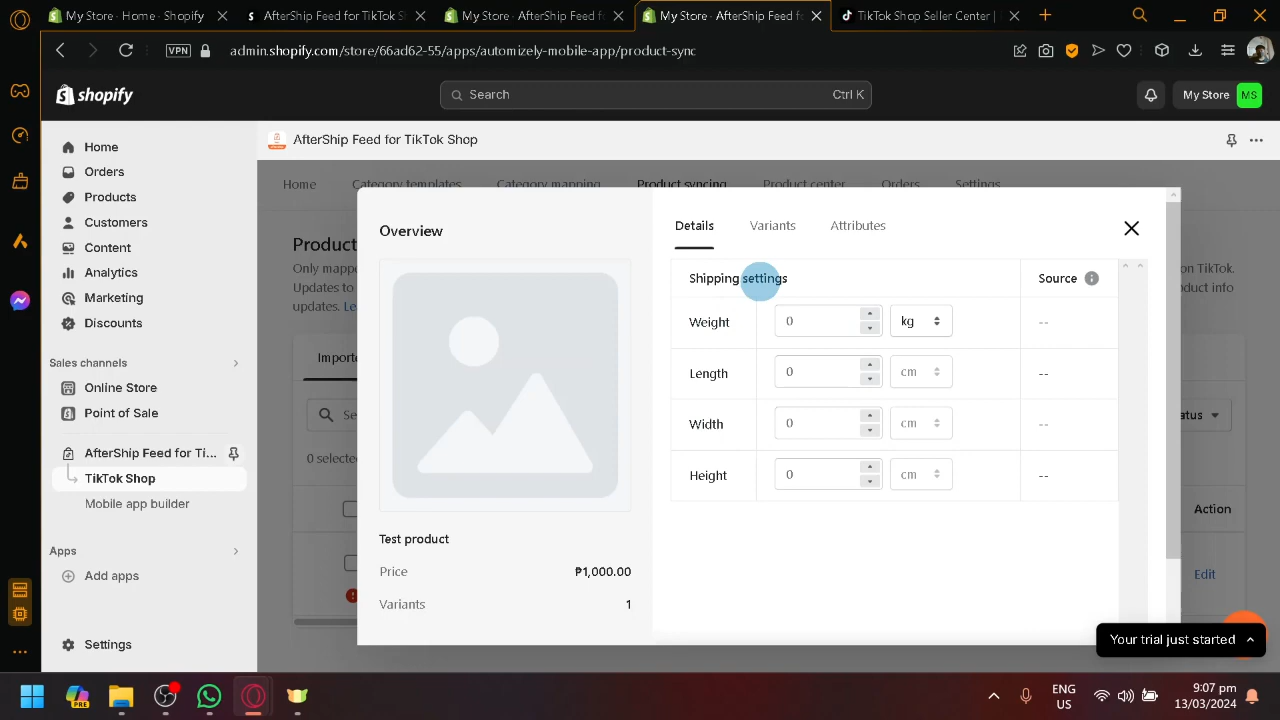 My Store - Home - Shopify
AfterShip Feed for TikTok S
My Store - AfterShip Feed f
My Store - AfterShip Feed fo
TikTok Shop Seller Center |
VPN
admin.shopify.com/store/66ad62-55/apps/automizely-mobile-app/product-sync
shopify
Search
Ctrl K
My Store
MS
Home
Orders
Products
Customers
Content
Analytics
Marketing
Discounts
Sales channels
Online Store
Point of Sale
AfterShip Feed for Ti...
TikTok Shop
Mobile app builder
Apps
Add apps
Settings
AfterShip Feed for TikTok Shop
Home
Category templates
Category mapping
Product syncing
Product center
Orders
Settings
Product
Only mapp
Updates to
updates. Le
on TikTok.
oduct info
Importe
Se
atus
0 selecte
Action
Edit
Overview
Test product
Price
₱1,000.00
Variants
1
Details
Variants
Attributes
Shipping settings
Source
Weight
0
kg
--
Length
0
cm
--
Width
0
cm
--
Height
0
cm
--
Your trial just started
PRE
ENG
US
9:07 pm
13/03/2024